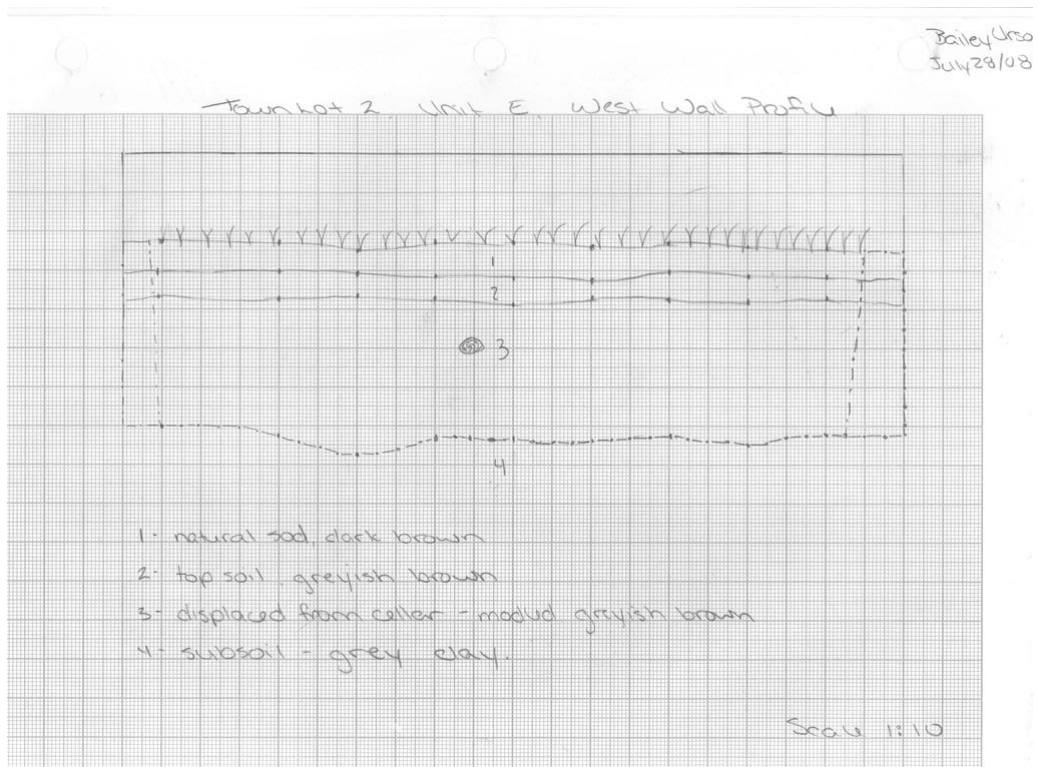 Bailey Urso
July 28/08
Town Lot 2. Unit E. West Wall Profile
1
2
3
4
1- natural sod, dark brown
2- top soil, greyish brown
3- displaced from cellar - greyish brown
4- subsoil - grey clay.
Scale 1:10